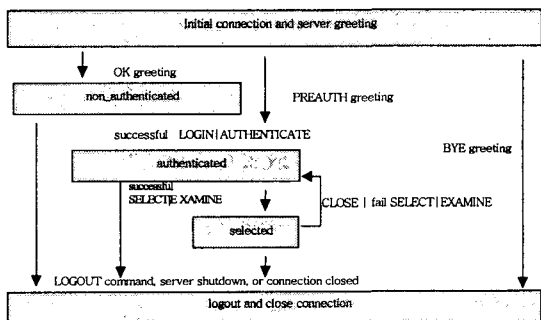 Initial connection and server greeting
OK greeting
non_authenticated
PREAUTH greeting
successful LOGIN|AUTHENTICATE
BYE greeting
authenticated
successful
SELECT|E XAMINE
CLOSE | fail SELECT|EXAMINE
selected
LOGOUT command, server shutdown, or connection closed
logout and close connection